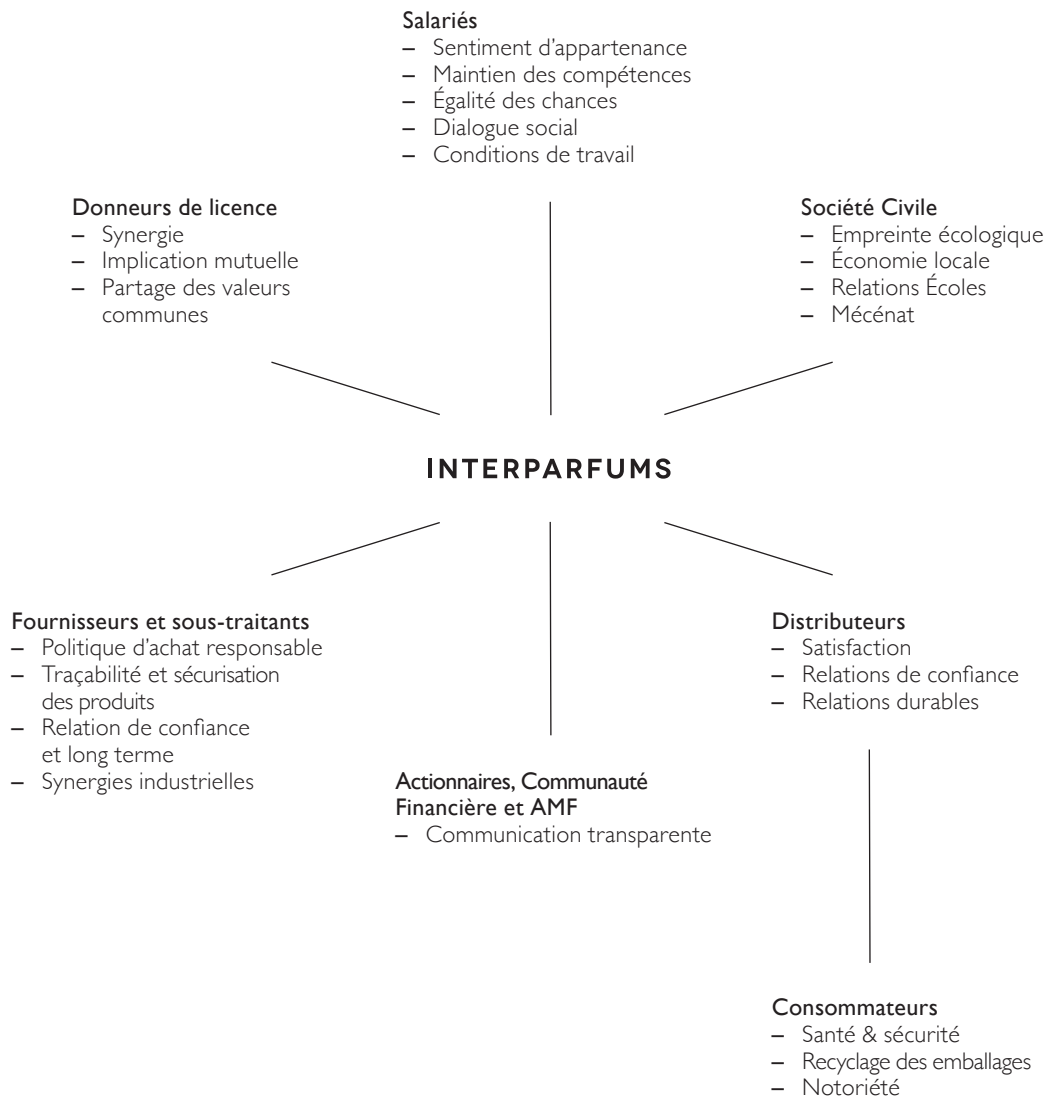 Salariés
– Sentiment d'appartenance
– Maintien des compétences
– Égalité des chances
– Dialogue social
– Conditions de travail
Donneurs de licence
– Synergie
– Implication mutuelle
– Partage des valeurs
communes
Société Civile
– Empreinte écologique
– Économie locale
– Relations Écoles
– Mécénat
INTERPARFUMS
Fournisseurs et sous-traitants
– Politique d'achat responsable
– Traçabilité et sécurisation
des produits
– Relation de confiance
et long terme
– Synergies industrielles
Actionnaires, Communauté
Financière et AMF
– Communication transparente
Distributeurs
– Satisfaction
– Relations de confiance
– Relations durables
Consommateurs
– Santé & sécurité
– Recyclage des emballages
– Notoriété